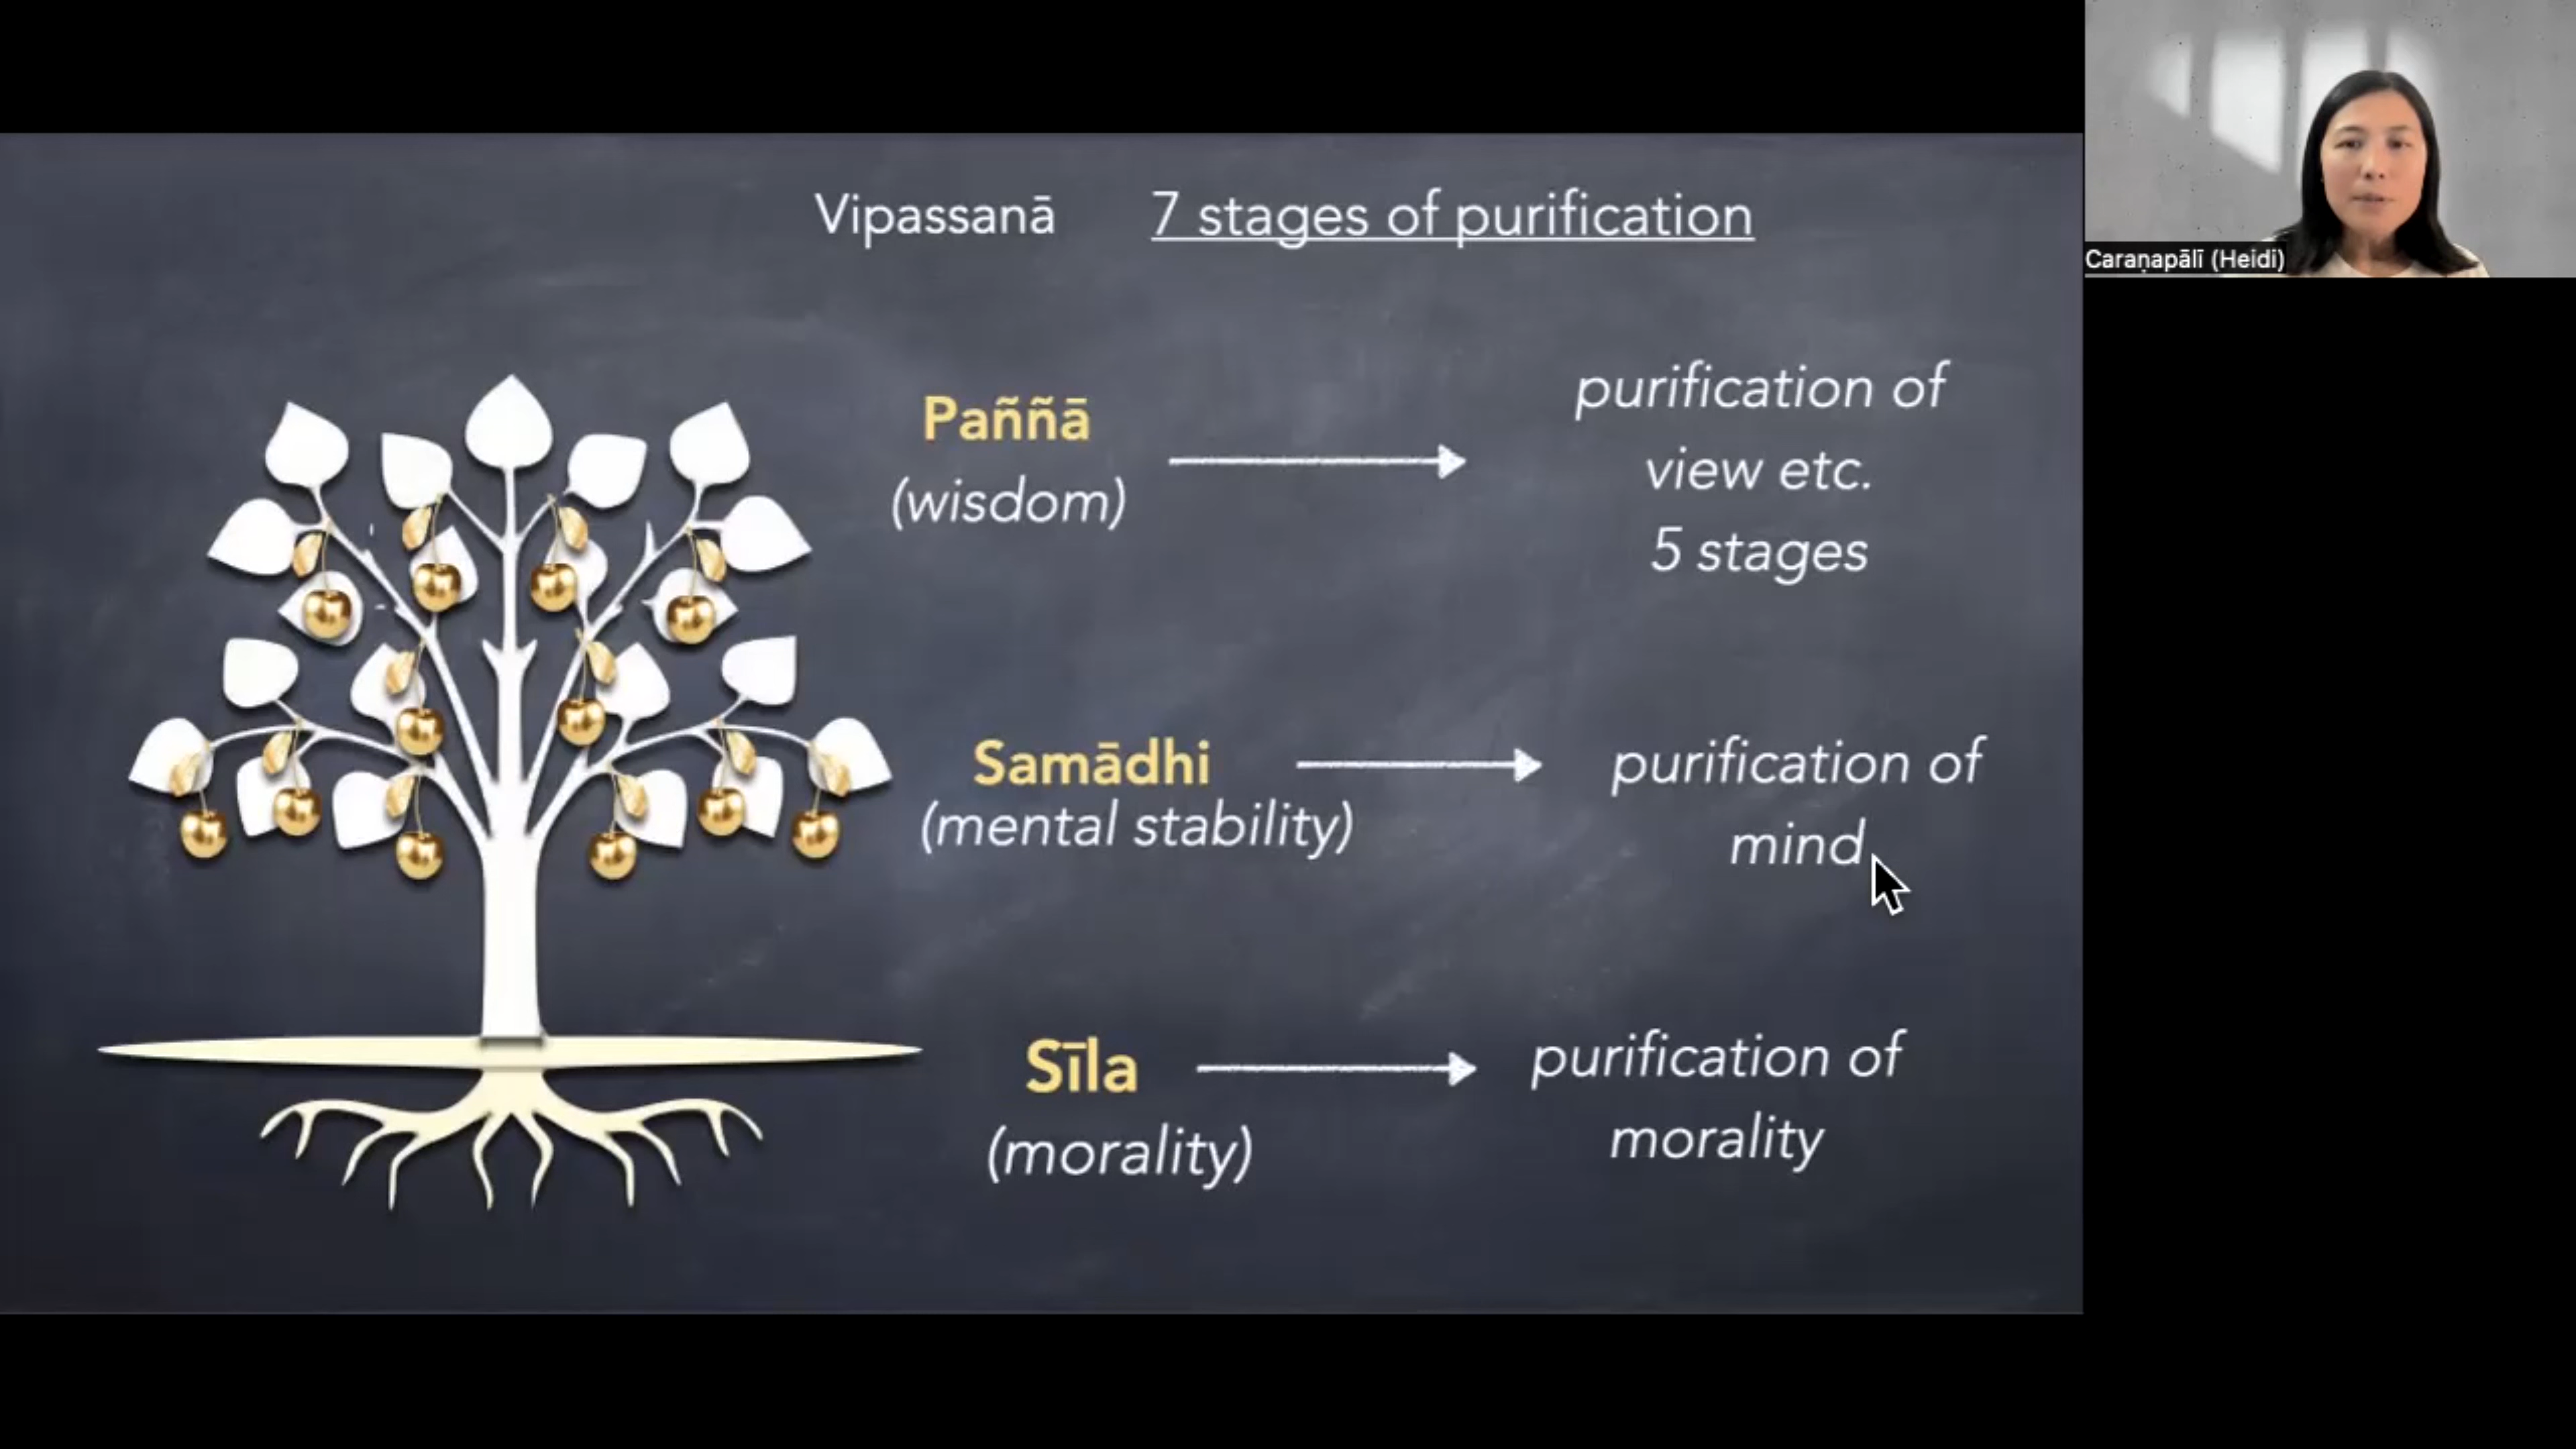 Vipassanā 7 stages of purification
Paññā
(wisdom)
purification of
view etc.
5 stages
Samādhi
(mental stability)
purification of
mind
Sīla
(morality)
purification of
morality
Caraṇapālī (Heidi)